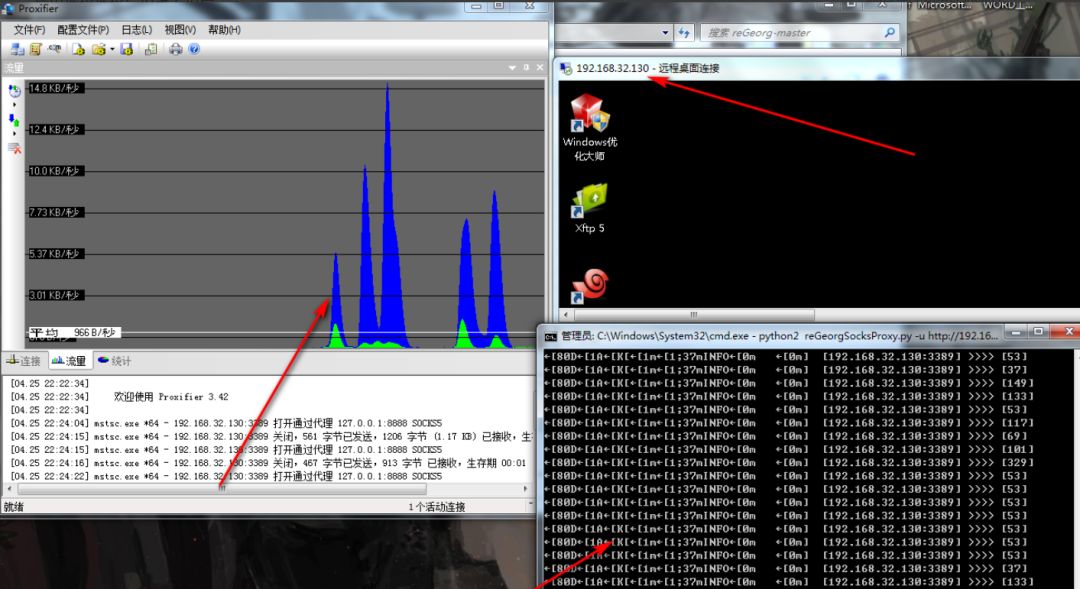 Proxifier
文件(F) 配置文件(P) 日志(L) 视图(V) 帮助(H)
流量
14.8 KB/秒
12.4 KB/秒
10.0 KB/秒
7.73 KB/秒
5.37 KB/秒
3.01 KB/秒
平均 966 B/秒
连接 流量 统计
[04.25 22:22:34]
[04.25 22:22:34] 欢迎使用 Proxifier 3.42
[04.25 22:22:34]
[04.25 22:24:04] mstsc.exe *64 - 192.168.32.130:3389 打开通过代理 127.0.0.1:8888 SOCKS5
[04.25 22:24:15] mstsc.exe *64 - 192.168.32.130:3389 关闭，561 字节已发送，1206 字节 (1.17 KB) 已接收，生存
[04.25 22:24:15] mstsc.exe *64 - 192.168.32.130:3389 打开通过代理 127.0.0.1:8888 SOCKS5
[04.25 22:24:16] mstsc.exe *64 - 192.168.32.130:3389 关闭，467 字节已发送，913 字节 已接收，生存期 00:01
[04.25 22:24:22] mstsc.exe *64 - 192.168.32.130:3389 打开通过代理 127.0.0.1:8888 SOCKS5
就绪
1 个活动连接
Microsoft... WORD工...
搜索 reGeorg-master
192.168.32.130 - 远程桌面连接
Windows优
化大师
Xftp 5
管理员: C:\Windows\System32\cmd.exe - python2 reGeorgSocksProxy.py -u http://192.16...
←[80D←[1A←[K[←[1m←[1;37mINFO←[0m ←[0m] [192.168.32.130:3389] >>>> [53]
←[80D←[1A←[K[←[1m←[1;37mINFO←[0m ←[0m] [192.168.32.130:3389] >>>> [37]
←[80D←[1A←[K[←[1m←[1;37mINFO←[0m ←[0m] [192.168.32.130:3389] >>>> [149]
←[80D←[1A←[K[←[1m←[1;37mINFO←[0m ←[0m] [192.168.32.130:3389] >>>> [133]
←[80D←[1A←[K[←[1m←[1;37mINFO←[0m ←[0m] [192.168.32.130:3389] >>>> [53]
←[80D←[1A←[K[←[1m←[1;37mINFO←[0m ←[0m] [192.168.32.130:3389] >>>> [117]
←[80D←[1A←[K[←[1m←[1;37mINFO←[0m ←[0m] [192.168.32.130:3389] >>>> [69]
←[80D←[1A←[K[←[1m←[1;37mINFO←[0m ←[0m] [192.168.32.130:3389] >>>> [101]
←[80D←[1A←[K[←[1m←[1;37mINFO←[0m ←[0m] [192.168.32.130:3389] >>>> [329]
←[80D←[1A←[K[←[1m←[1;37mINFO←[0m ←[0m] [192.168.32.130:3389] >>>> [53]
←[80D←[1A←[K[←[1m←[1;37mINFO←[0m ←[0m] [192.168.32.130:3389] >>>> [53]
←[80D←[1A←[K[←[1m←[1;37mINFO←[0m ←[0m] [192.168.32.130:3389] >>>> [53]
←[80D←[1A←[K[←[1m←[1;37mINFO←[0m ←[0m] [192.168.32.130:3389] >>>> [53]
←[80D←[1A←[K[←[1m←[1;37mINFO←[0m ←[0m] [192.168.32.130:3389] >>>> [53]
←[80D←[1A←[K[←[1m←[1;37mINFO←[0m ←[0m] [192.168.32.130:3389] >>>> [53]
←[80D←[1A←[K[←[1m←[1;37mINFO←[0m ←[0m] [192.168.32.130:3389] >>>> [53]
←[80D←[1A←[K[←[1m←[1;37mINFO←[0m ←[0m] [192.168.32.130:3389] >>>> [37]
←[80D←[1A←[K[←[1m←[1;37mINFO←[0m ←[0m] [192.168.32.130:3389] >>>> [133]